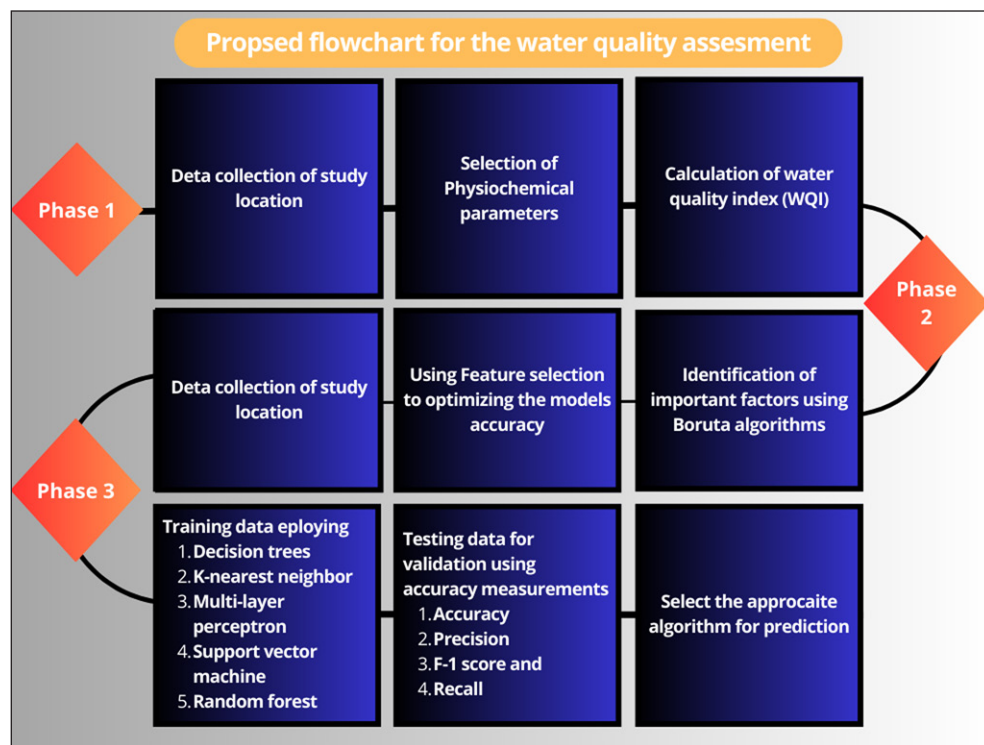 Propsed flowchart for the water quality assesment
Phase 1
Deta collection of study
location
Selection of
Physiochemical
parameters
Calculation of water
quality index (WQI)
Phase
2
Identification of
important factors using
Boruta algorithms
Using Feature selection
to optimizing the models
accuracy
Deta collection of study
location
Phase 3
Training data eploying
1. Decision trees
2. K-nearest neighbor
3. Multi-layer
perceptron
4. Support vector
machine
5. Random forest
Testing data for
validation using
accuracy measurements
1. Accuracy
2. Precision
3. F-1 score and
4. Recall
Select the approcaite
algorithm for prediction